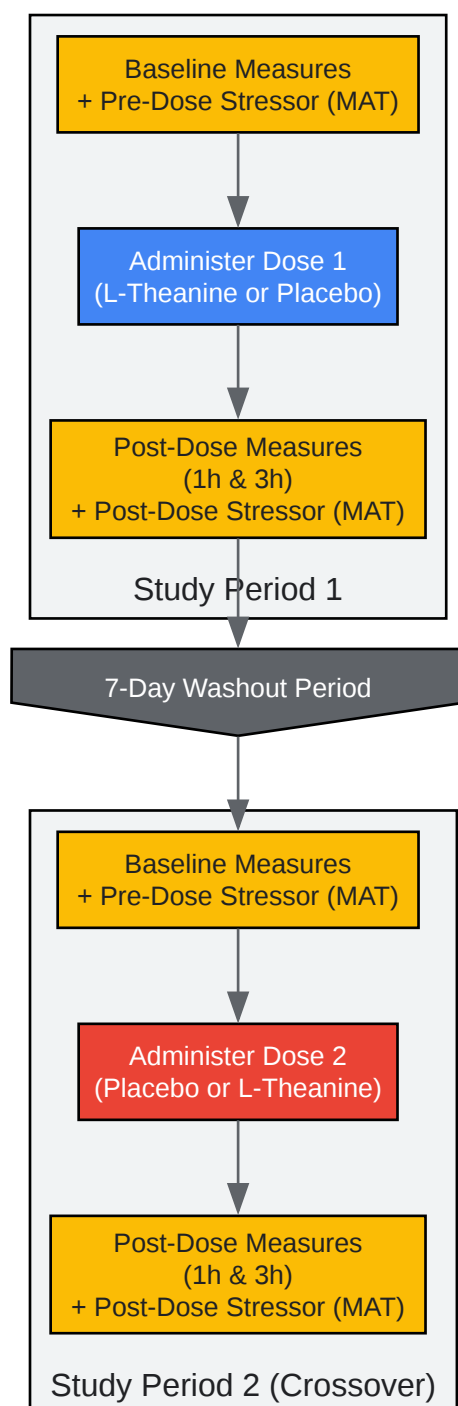 Baseline Measures
+ Pre-Dose Stressor (MAT)
Administer Dose 1
(L-Theanine or Placebo)
Post-Dose Measures
(1h & 3h)
+ Post-Dose Stressor (MAT)
Study Period 1
7-Day Washout Period
Baseline Measures
+ Pre-Dose Stressor (MAT)
Administer Dose 2
(Placebo or L-Theanine)
Post-Dose Measures
(1h & 3h)
+ Post-Dose Stressor (MAT)
Study Period 2 (Crossover)